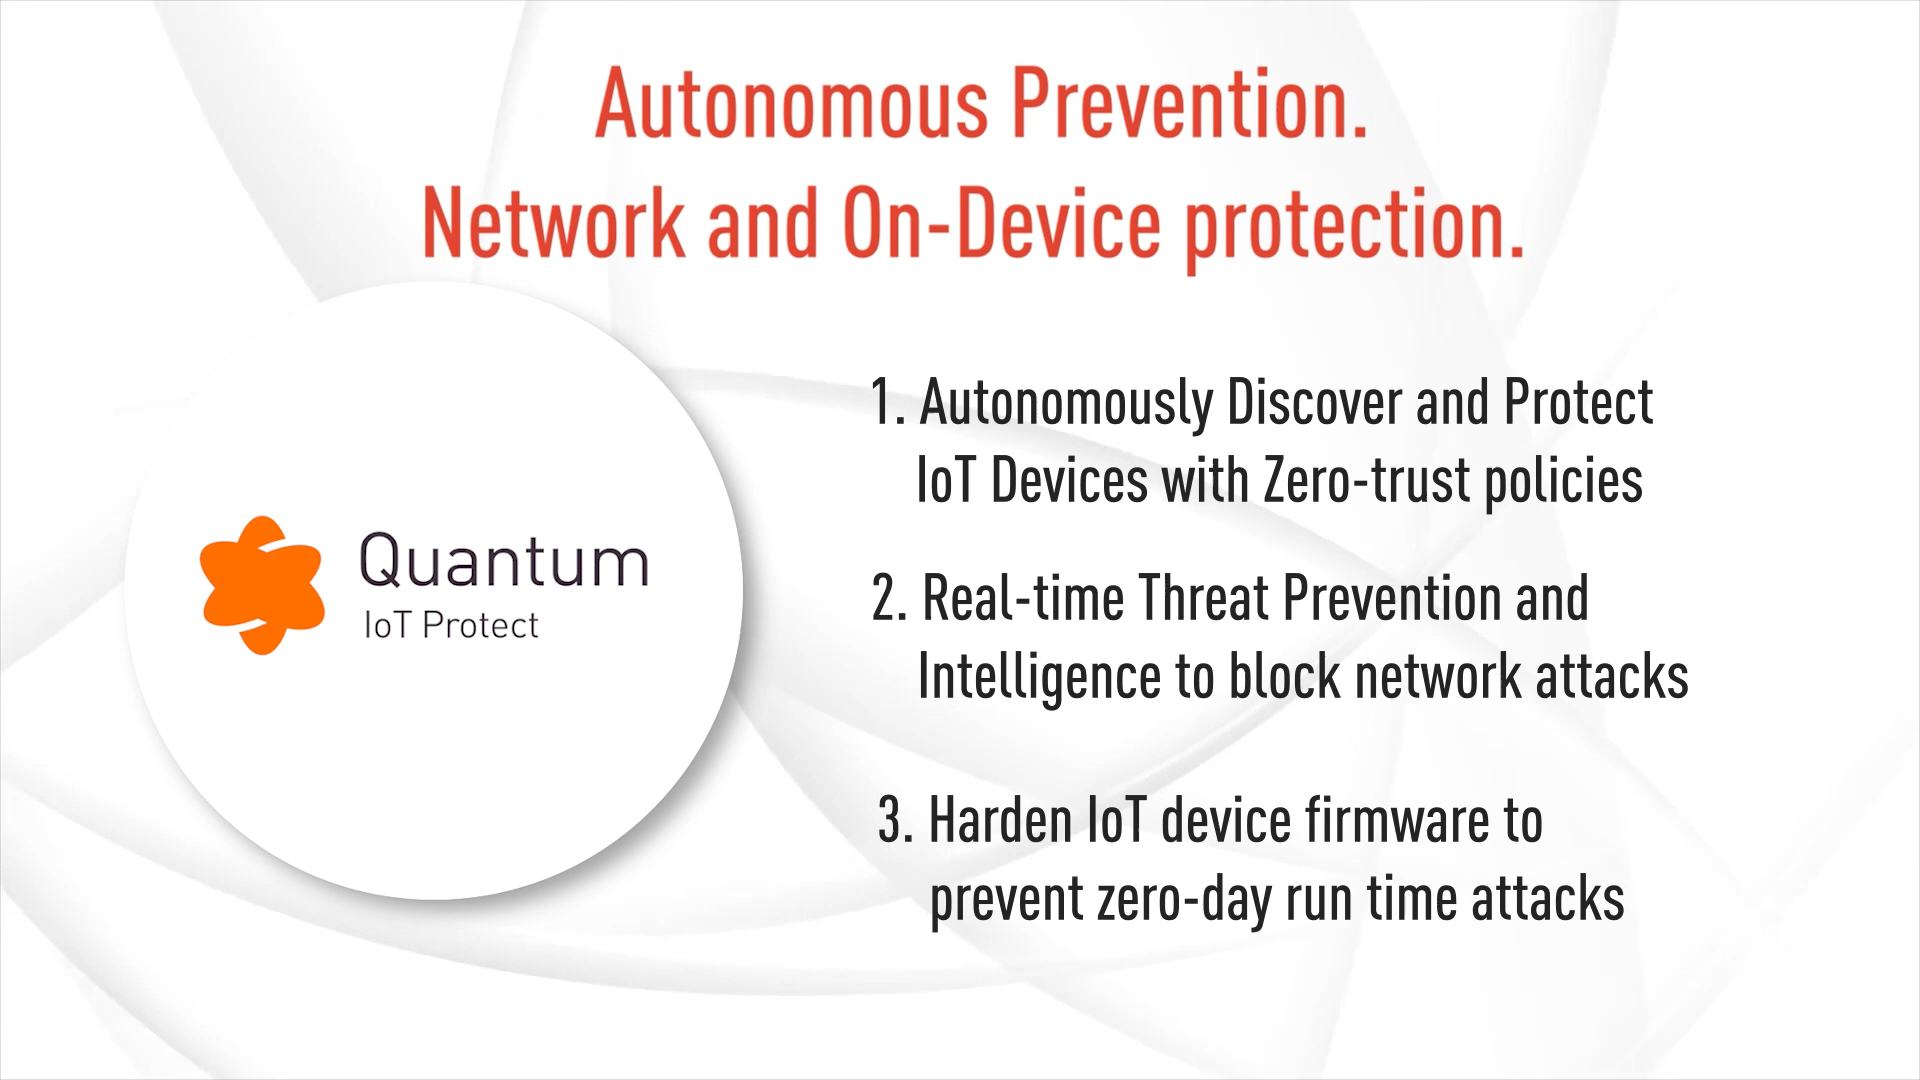 Autonomous Prevention.
Network and On-Device protection.
Quantum
IoT Protect
1. Autonomously Discover and Protect
IoT Devices with Zero-trust policies
2. Real-time Threat Prevention and
Intelligence to block network attacks
3. Harden IoT device firmware to
prevent zero-day run time attacks